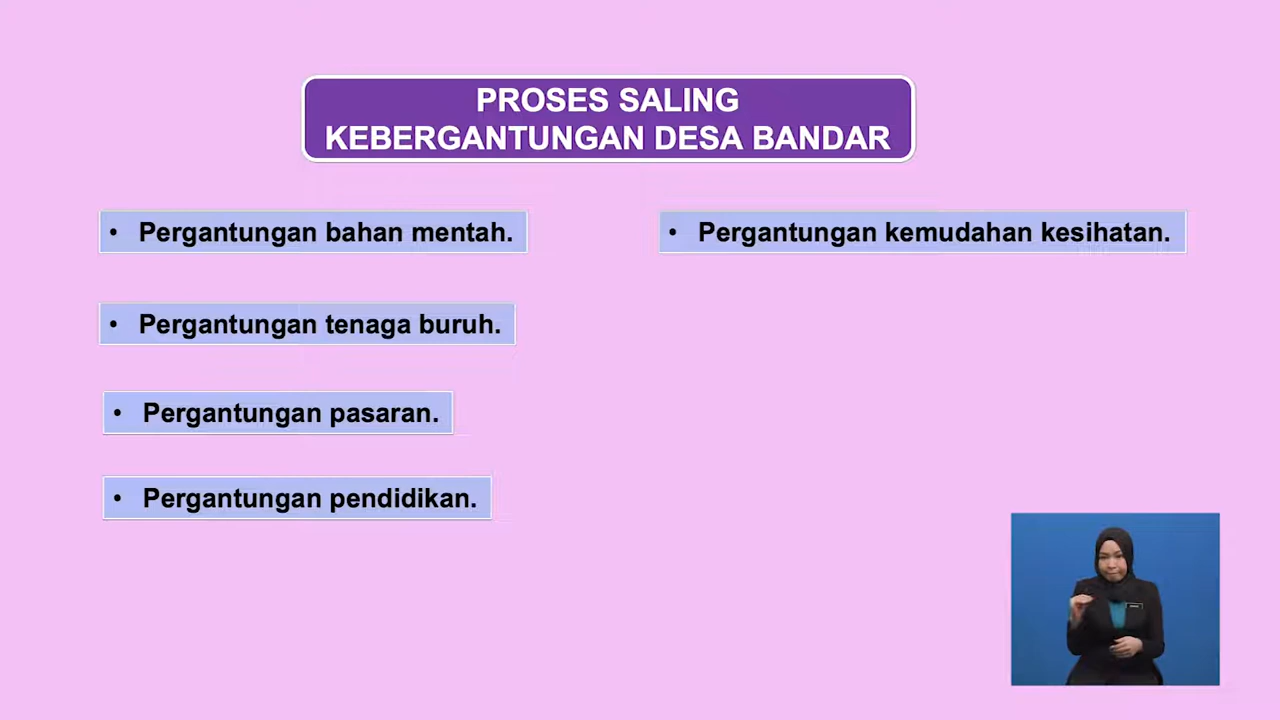 PROSES SALING
KEBERGANTUNGAN DESA BANDAR
• Pergantungan bahan mentah.
• Pergantungan tenaga buruh.
• Pergantungan pasaran.
• Pergantungan pendidikan.
• Pergantungan kemudahan kesihatan.